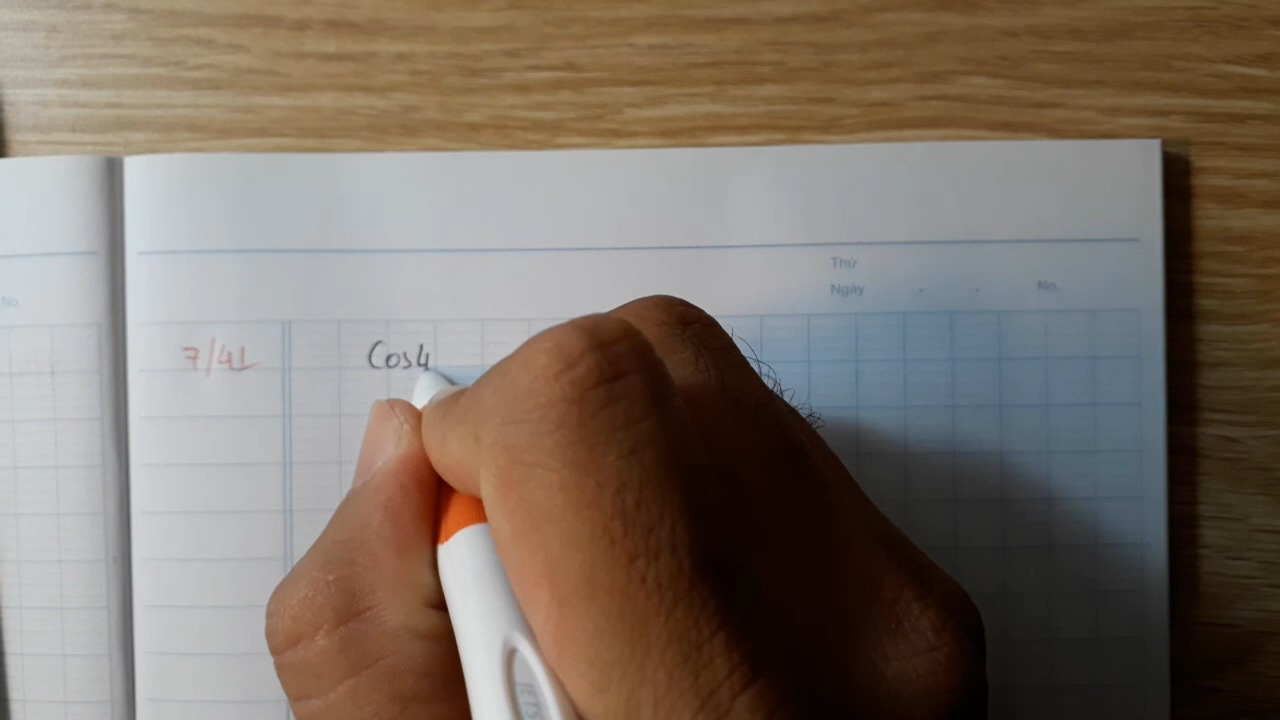 Thứ
Ngày . . No.
No.
7/41 Cos4